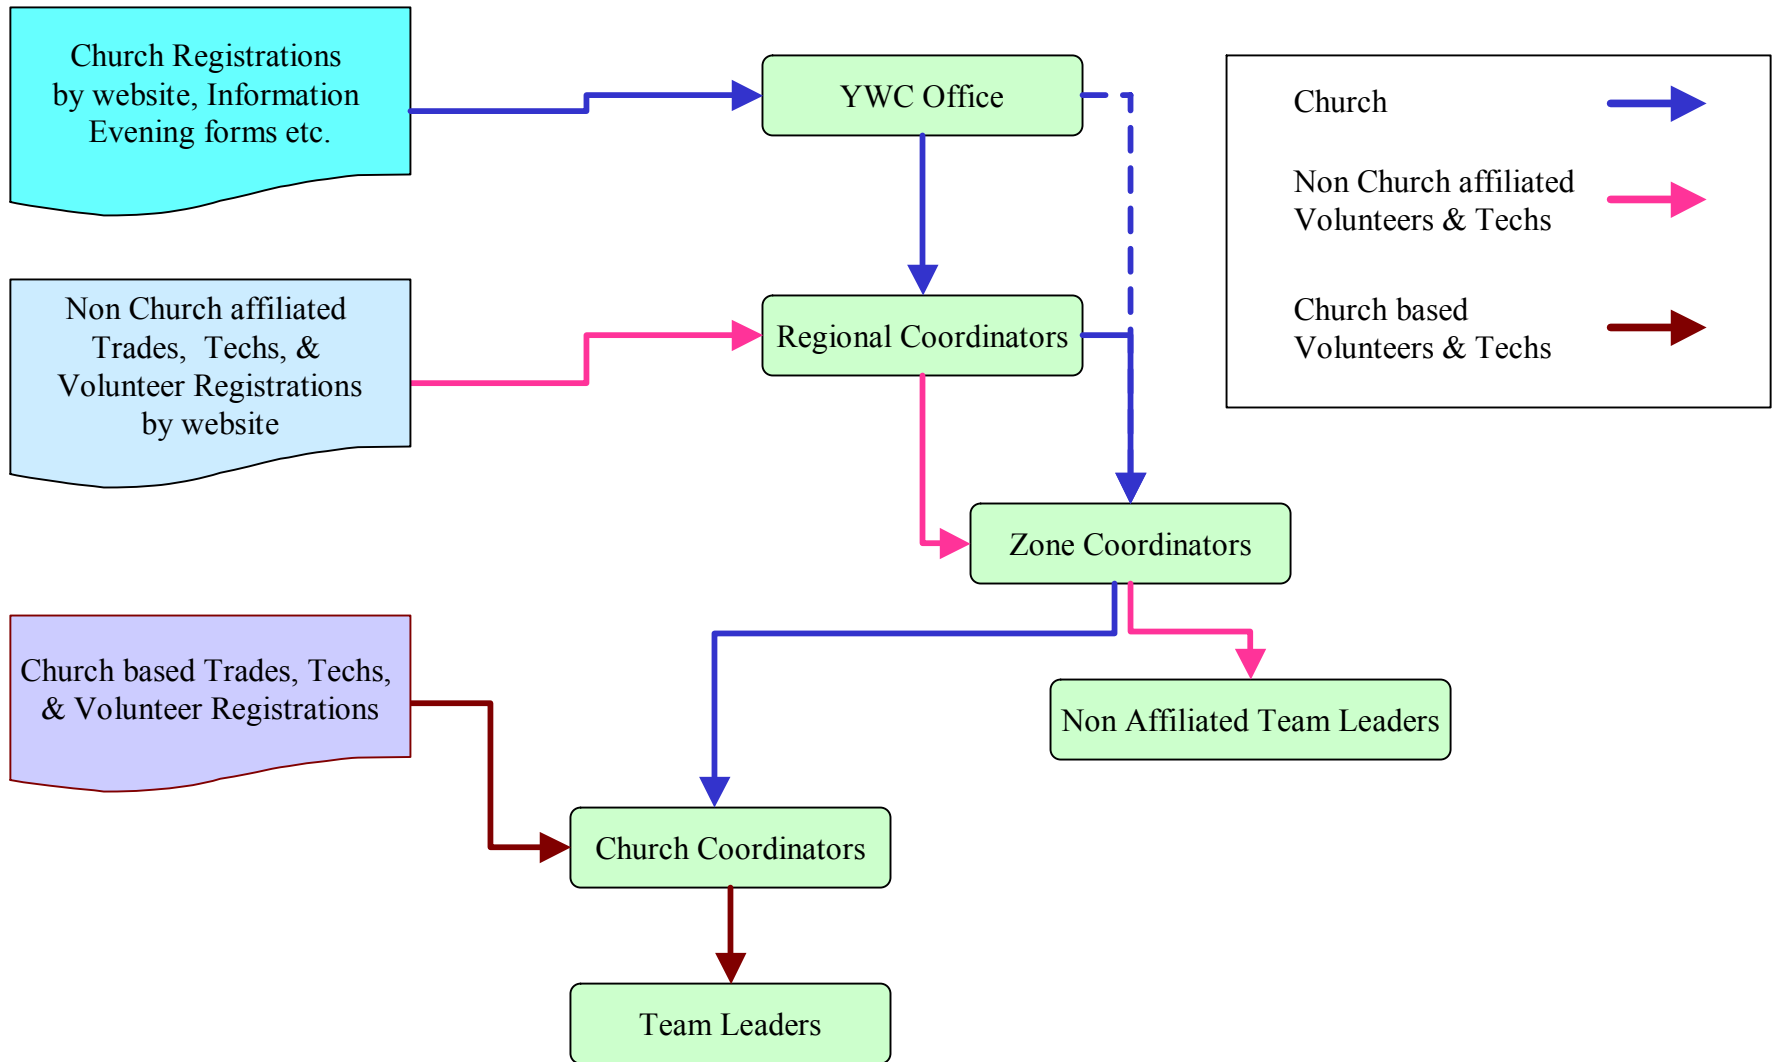 Church Registrations
by website, Information
Evening forms etc.
YWC Office
Church
Non Church affiliated
Volunteers & Techs
Church based
Volunteers & Techs
Non Church affiliated
Trades, Techs, &
Volunteer Registrations
by website
Regional Coordinators
Zone Coordinators
Church based Trades, Techs,
& Volunteer Registrations
Non Affiliated Team Leaders
Church Coordinators
Team Leaders